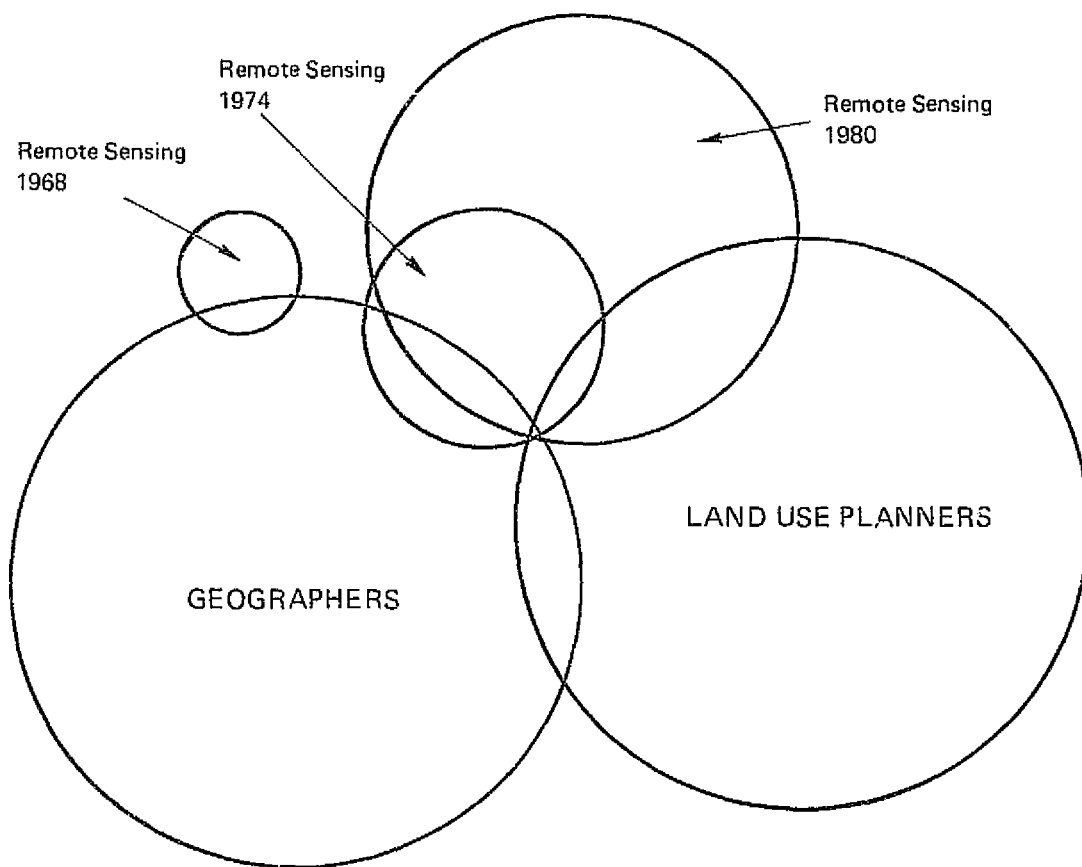 Remote Sensing
1974
Remote Sensing
1980
Remote Sensing
1968
LAND USE PLANNERS
GEOGRAPHERS